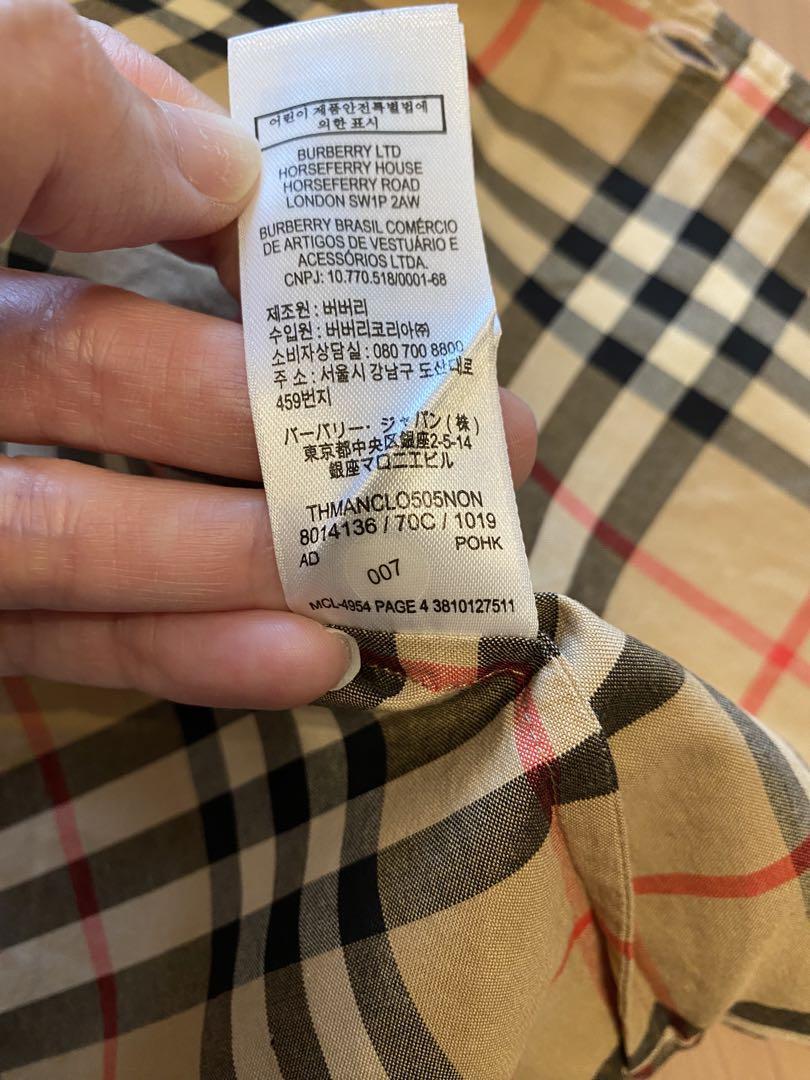 어린이 제품안전특별법에
의한 표시
BURBERRY LTD
HORSEFERRY HOUSE
HORSEFERRY ROAD
LONDON SW1P 2AW
BURBERRY BRASIL COMÉRCIO
DE ARTIGOS DE VESTUÁRIO E
ACESSÓRIOS LTDA.
CNPJ: 10.770.518/0001-68
제조원 : 버버리
수입원 : 버버리코리아㈜
소비자상담실 : 080 700 8800
주 소 : 서울시 강남구 도산대로
459번지
バーバリー・ジャパン(株)
東京都中央区銀座2-5-14
銀座マロニエビル
THMANCLO505NON
8014136 / 70C / 1019
AD POHK
007
MCL-4954 PAGE 4 3810127511